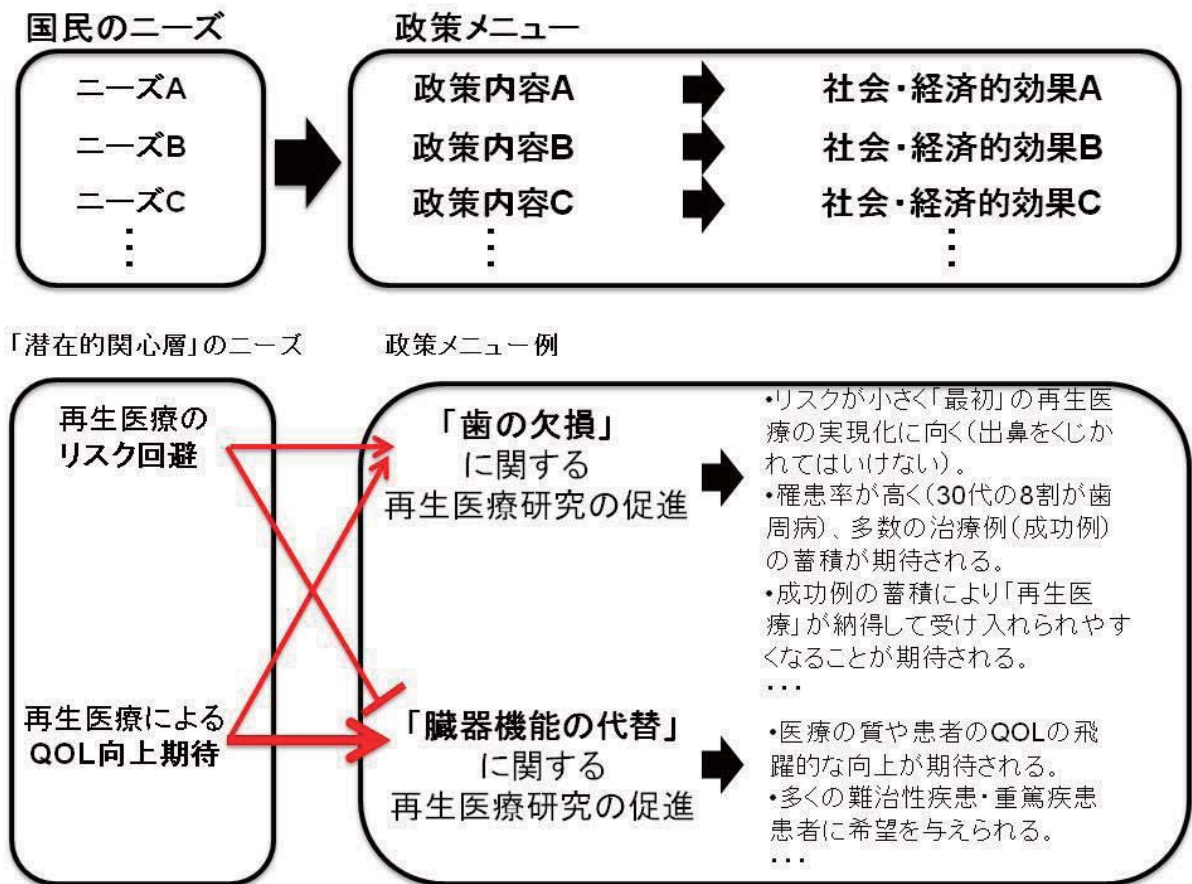 国民のニーズ
ニーズA
ニーズB
ニーズC
⋮
政策メニュー
政策内容A
社会・経済的効果A
政策内容B
社会・経済的効果B
政策内容C
社会・経済的効果C
⋮
⋮
「潜在的関心層」のニーズ
再生医療の
リスク回避
再生医療による
QOL向上期待
政策メニュー例
「歯の欠損」
に関する
再生医療研究の促進
・リスクが小さく「最初」の再生医
療の実現化に向く(出鼻をくじか
れてはいけない)。
・罹患率が高く(30代の8割が歯
周病)、多数の治療例(成功例)
の蓄積が期待される。
・成功例の蓄積により「再生医
療」が納得して受け入れられやす
くなることが期待される。
・・・
「臓器機能の代替」
に関する
再生医療研究の促進
・医療の質や患者のQOLの飛
躍的な向上が期待される。
・多くの難治性疾患・重篤疾患
患者に希望を与えられる。
・・・